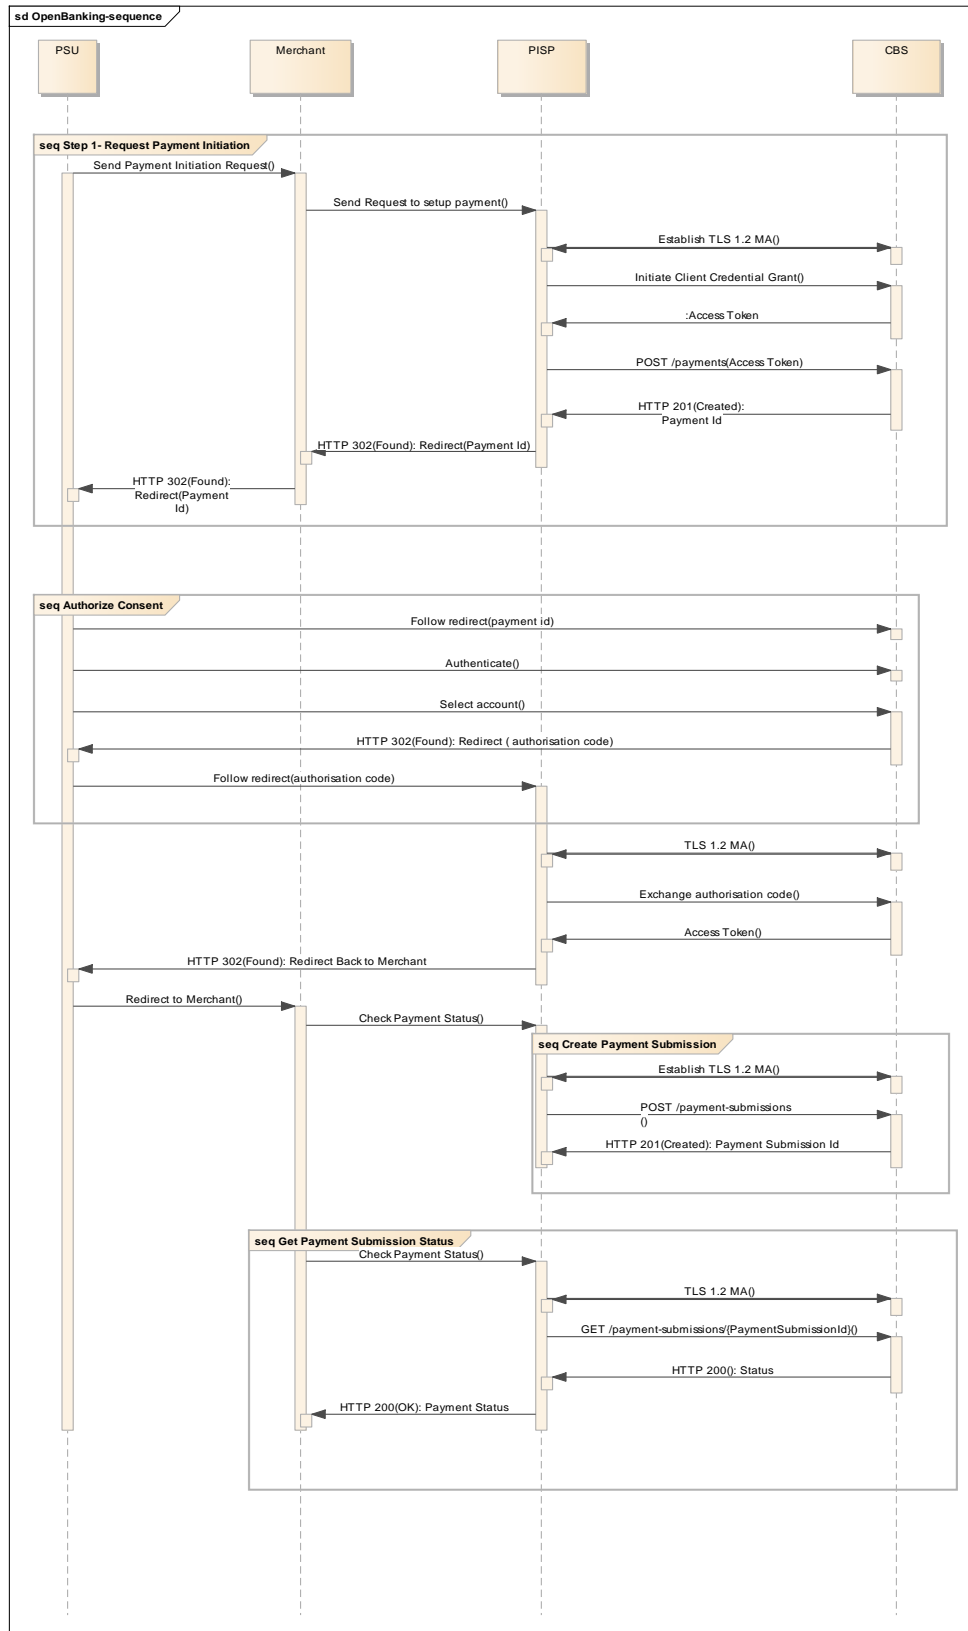 sd OpenBanking-sequence
PSU
Merchant
PISP
CBS
seq Step 1- Request Payment Initiation
Send Payment Initiation Request()
Send Request to setup payment()
Establish TLS 1.2 MA()
Initiate Client Credential Grant()
:Access Token
POST /payments(Access Token)
HTTP 201(Created):
Payment Id
HTTP 302(Found): Redirect(Payment Id)
HTTP 302(Found):
Redirect(Payment
Id)
seq Authorize Consent
Follow redirect(payment id)
Authenticate()
Select account()
HTTP 302(Found): Redirect ( authorisation code)
Follow redirect(authorisation code)
TLS 1.2 MA()
Exchange authorisation code()
Access Token()
HTTP 302(Found): Redirect Back to Merchant
Redirect to Merchant()
Check Payment Status()
seq Create Payment Submission
Establish TLS 1.2 MA()
POST /payment-submissions
()
HTTP 201(Created): Payment Submission Id
seq Get Payment Submission Status
Check Payment Status()
TLS 1.2 MA()
GET /payment-submissions/{PaymentSubmissionId}()
HTTP 200(): Status
HTTP 200(OK): Payment Status